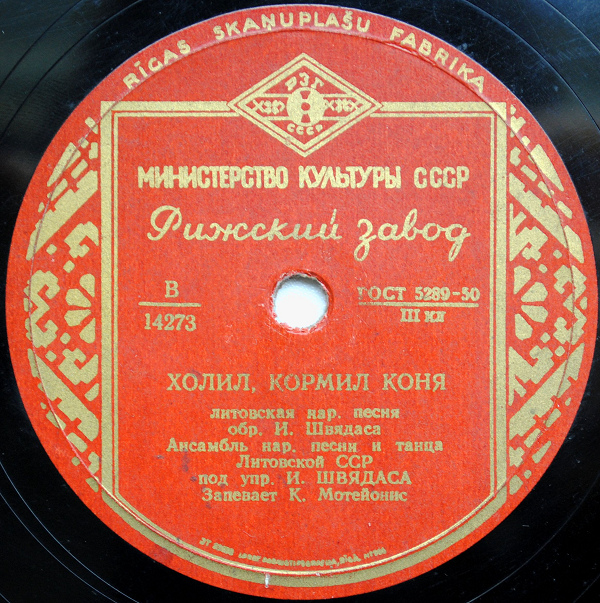 RĪGAS SKAŅUPLAŠU FABRIKA
РЗГ
СССР
МИНИСТЕРСТВО КУЛЬТУРЫ СССР
Рижский завод
В
14273
ГОСТ 5289-50
III кл
ХОЛИЛ, КОРМИЛ КОНЯ
литовская нар. песня
обр. И. Швядаса
Ансамбль нар. песни и танца
Литовской ССР
под упр. И. ШВЯДАСА
Запевает К. Мотейонис